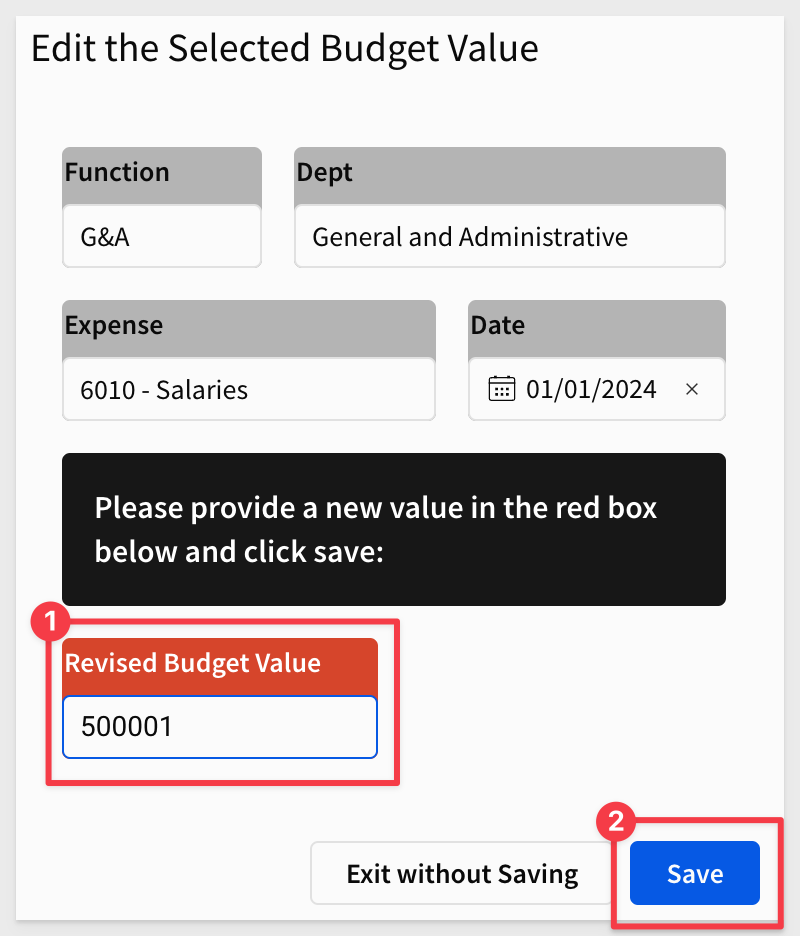 Edit the Selected Budget Value
Function
Dept
G&A
General and Administrative
Expense
Date
6010 - Salaries
01/01/2024 ×
Please provide a new value in the red box
below and click save:
1
Revised Budget Value
500001
2
Exit without Saving
Save